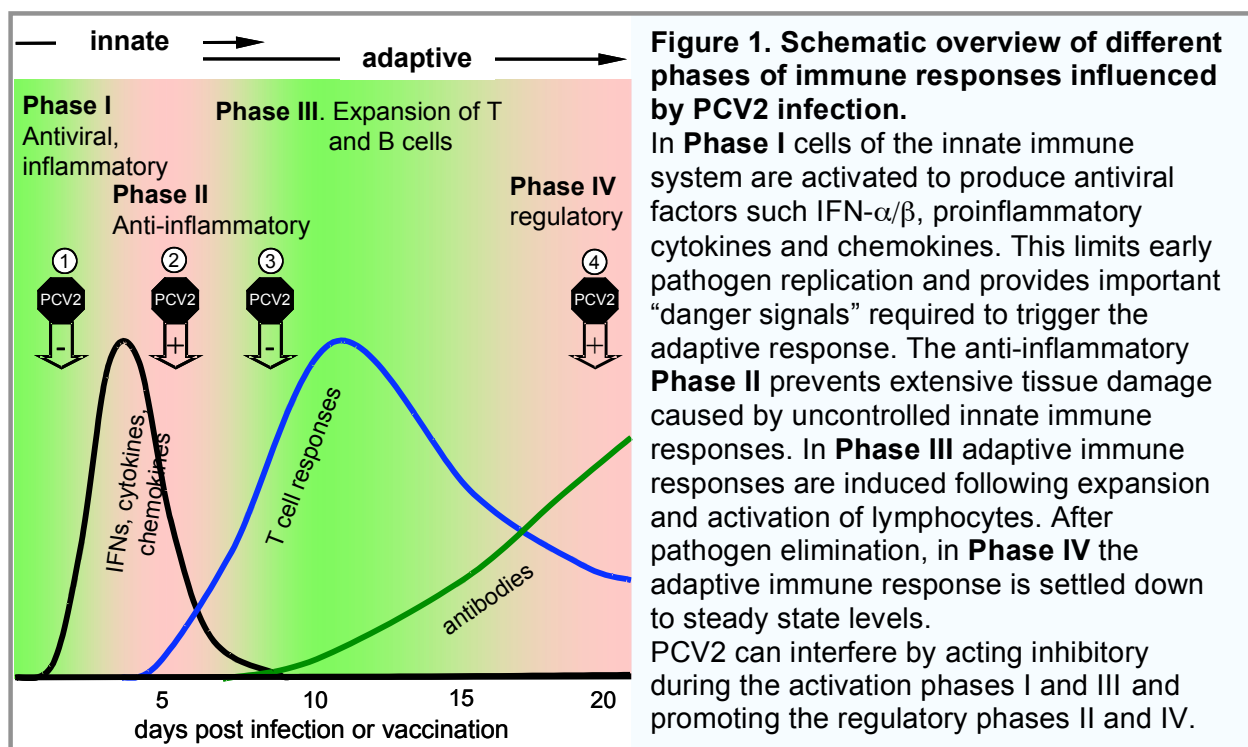 innate
adaptive
Phase I
Antiviral,
inflammatory
Phase II
Anti-inflammatory
Phase III. Expansion of T
and B cells
Phase IV
regulatory
1
2
3
4
PCV2
PCV2
PCV2
PCV2
-
+
-
+
IFNs, cytokines,
chemokines
T cell responses
antibodies
5
10
15
20
days post infection or vaccination
Figure 1. Schematic overview of different
phases of immune responses influenced
by PCV2 infection.
In Phase I cells of the innate immune
system are activated to produce antiviral
factors such IFN-α/β, proinflammatory
cytokines and chemokines. This limits early
pathogen replication and provides important
“danger signals” required to trigger the
adaptive response. The anti-inflammatory
Phase II prevents extensive tissue damage
caused by uncontrolled innate immune
responses. In Phase III adaptive immune
responses are induced following expansion
and activation of lymphocytes. After
pathogen elimination, in Phase IV the
adaptive immune response is settled down
to steady state levels.
PCV2 can interfere by acting inhibitory
during the activation phases I and III and
promoting the regulatory phases II and IV.